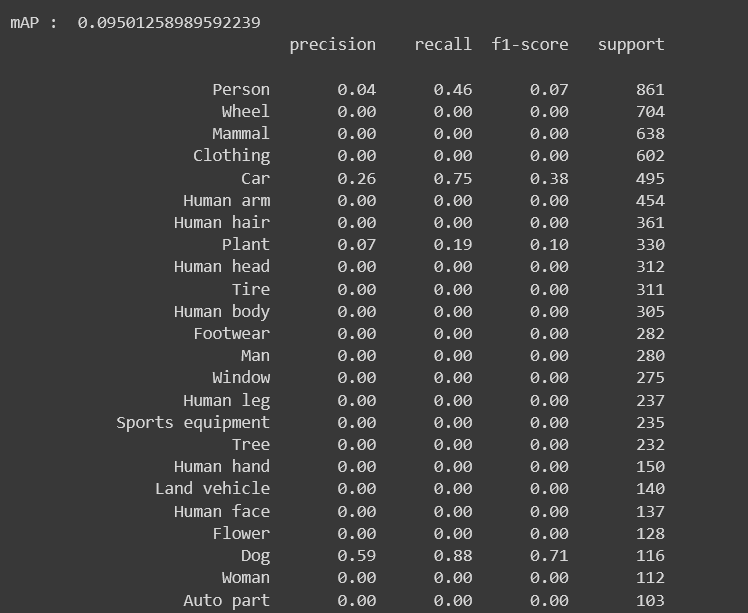 mAP :  0.09501258989592239
precision recall f1-score support
Person 0.04 0.46 0.07 861
Wheel 0.00 0.00 0.00 704
Mammal 0.00 0.00 0.00 638
Clothing 0.00 0.00 0.00 602
Car 0.26 0.75 0.38 495
Human arm 0.00 0.00 0.00 454
Human hair 0.00 0.00 0.00 361
Plant 0.07 0.19 0.10 330
Human head 0.00 0.00 0.00 312
Tire 0.00 0.00 0.00 311
Human body 0.00 0.00 0.00 305
Footwear 0.00 0.00 0.00 282
Man 0.00 0.00 0.00 280
Window 0.00 0.00 0.00 275
Human leg 0.00 0.00 0.00 237
Sports equipment 0.00 0.00 0.00 235
Tree 0.00 0.00 0.00 232
Human hand 0.00 0.00 0.00 150
Land vehicle 0.00 0.00 0.00 140
Human face 0.00 0.00 0.00 137
Flower 0.00 0.00 0.00 128
Dog 0.59 0.88 0.71 116
Woman 0.00 0.00 0.00 112
Auto part 0.00 0.00 0.00 103